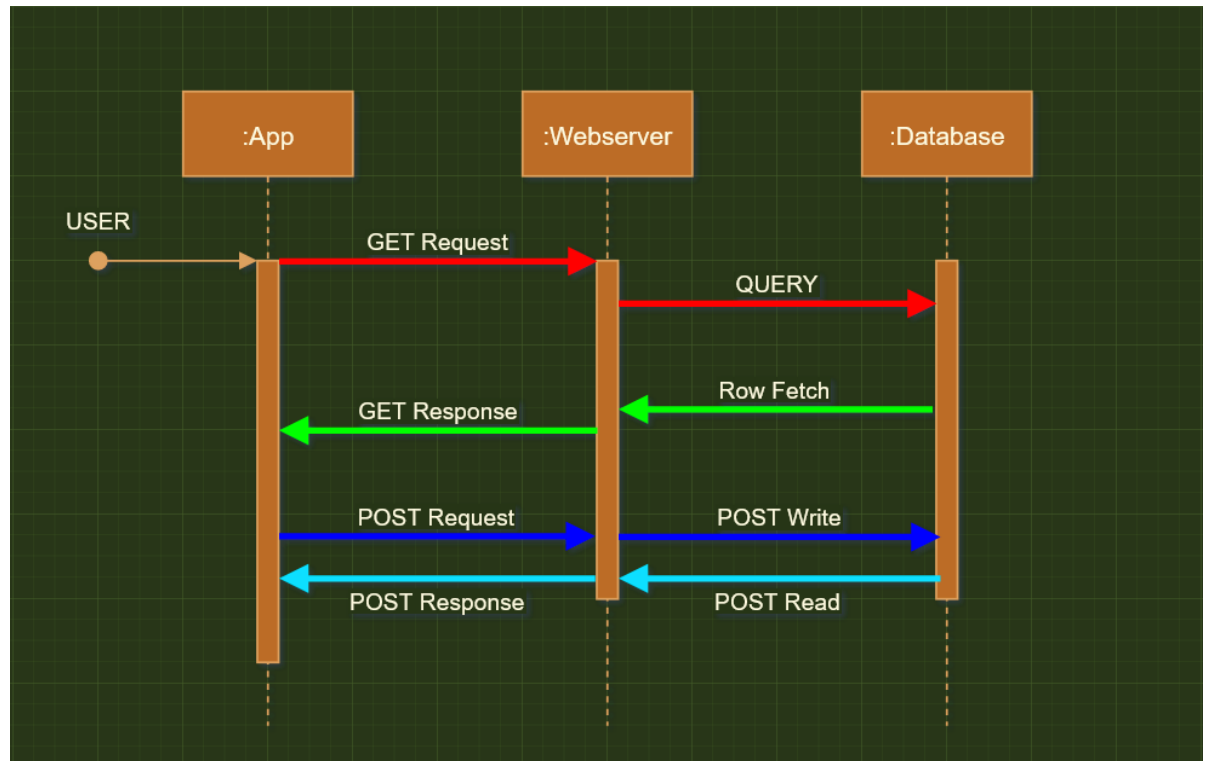 :App
:Webserver
:Database
USER
GET Request
QUERY
Row Fetch
GET Response
POST Request
POST Write
POST Response
POST Read